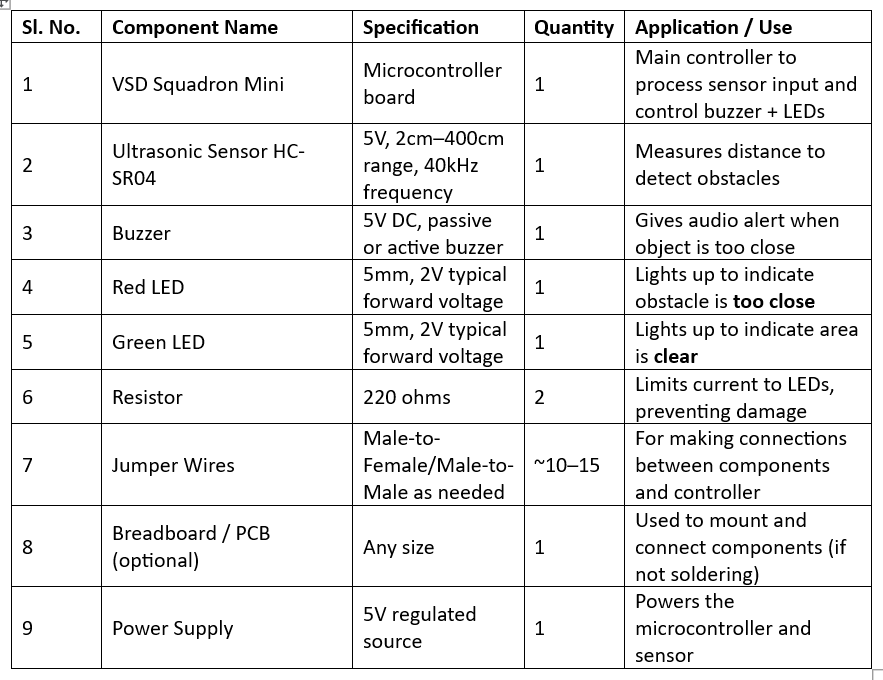 Sl. No. Component Name Specification Quantity Application / Use
1 VSD Squadron Mini Microcontroller board 1 Main controller to process sensor input and control buzzer + LEDs
2 Ultrasonic Sensor HC-SR04 5V, 2cm–400cm range, 40kHz frequency 1 Measures distance to detect obstacles
3 Buzzer 5V DC, passive or active buzzer 1 Gives audio alert when object is too close
4 Red LED 5mm, 2V typical forward voltage 1 Lights up to indicate obstacle is too close
5 Green LED 5mm, 2V typical forward voltage 1 Lights up to indicate area is clear
6 Resistor 220 ohms 2 Limits current to LEDs, preventing damage
7 Jumper Wires Male-to-Female/Male-to-Male as needed ~10–15 For making connections between components and controller
8 Breadboard / PCB (optional) Any size 1 Used to mount and connect components (if not soldering)
9 Power Supply 5V regulated source 1 Powers the microcontroller and sensor